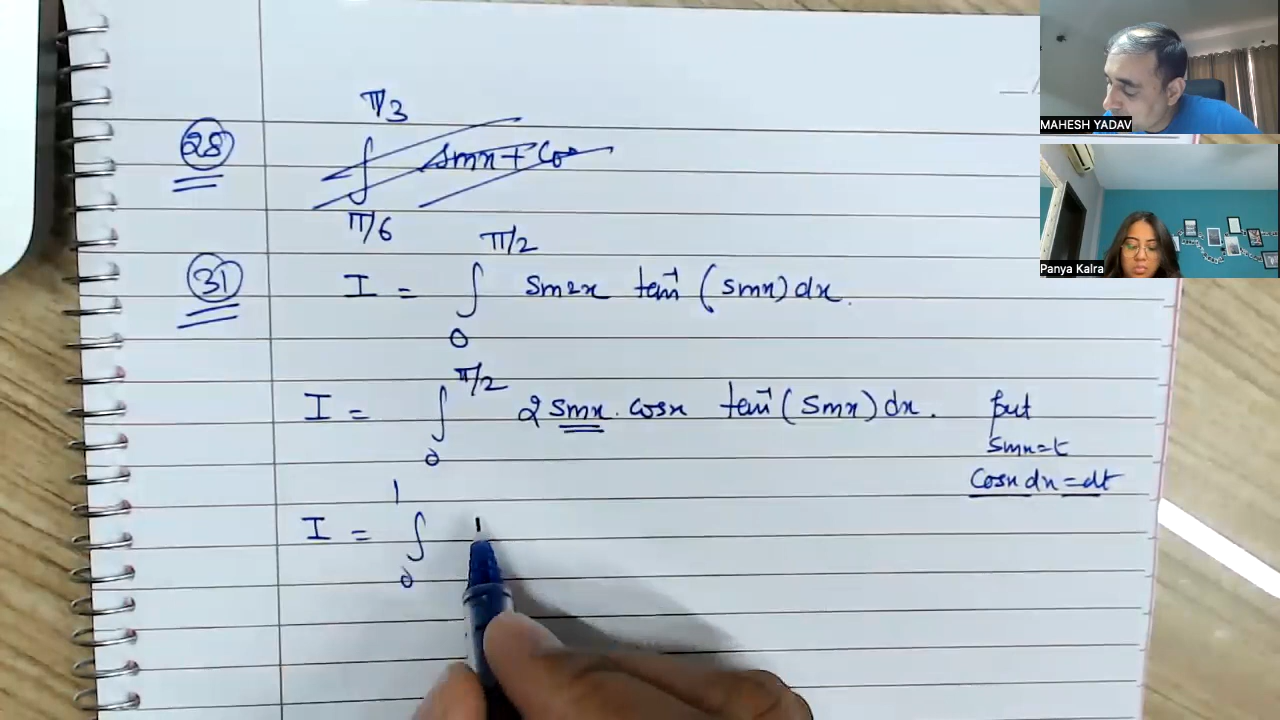 π/3
28 ∫ sinx + Cos
π/6
π/2
31 I = ∫ sin2x tan⁻¹ (sinx) dx.
0
π/2
I = ∫ 2 sinx . cosx tan⁻¹ (sinx) dx. put
0 sinx = t
cosx dx = dt
1
I = ∫
0
MAHESH YADAV
Panya Kalra